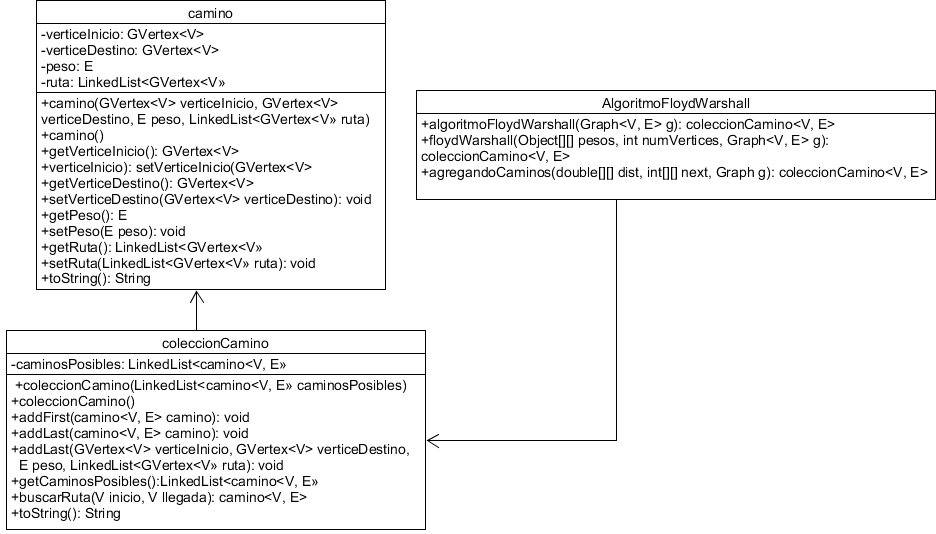 camino
-verticeInicio: GVertex<V>
-verticeDestino: GVertex<V>
-peso: E
-ruta: LinkedList<GVertex<V»
+camino(GVertex<V> verticeInicio, GVertex<V>
verticeDestino, E peso, LinkedList<GVertex<V» ruta)
+camino()
+getVerticeInicio(): GVertex<V>
+verticeInicio): setVerticeInicio(GVertex<V>
+getVerticeDestino(): GVertex<V>
+setVerticeDestino(GVertex<V> verticeDestino): void
+getPeso(): E
+setPeso(E peso): void
+getRuta(): LinkedList<GVertex<V»
+setRuta(LinkedList<GVertex<V» ruta): void
+toString(): String
AlgoritmoFloydWarshall
+algoritmoFloydWarshall(Graph<V, E> g): coleccionCamino<V, E>
+floydWarshall(Object[][] pesos, int numVertices, Graph<V, E> g):
coleccionCamino<V, E>
+agregandoCaminos(double[][] dist, int[][] next, Graph g): coleccionCamino<V, E>
coleccionCamino
-caminosPosibles: LinkedList<camino<V, E»
+coleccionCamino(LinkedList<camino<V, E» caminosPosibles)
+coleccionCamino()
+addFirst(camino<V, E> camino): void
+addLast(camino<V, E> camino): void
+addLast(GVertex<V> verticeInicio, GVertex<V> verticeDestino,
E peso, LinkedList<GVertex<V» ruta): void
+getCaminosPosibles():LinkedList<camino<V, E»
+buscarRuta(V inicio, V llegada): camino<V, E>
+toString(): String